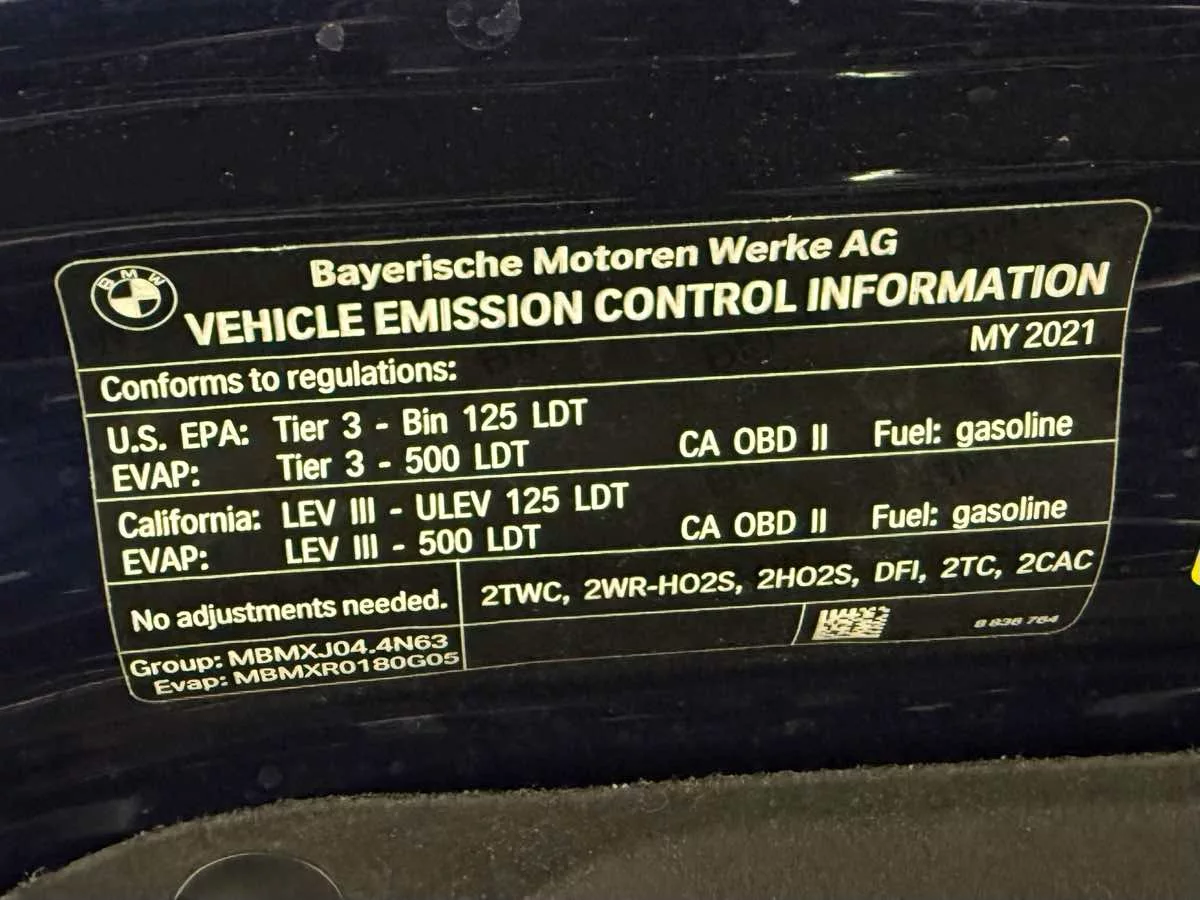 BMW
Bayerische Motoren Werke AG
VEHICLE EMISSION CONTROL INFORMATION
Conforms to regulations: MY 2021
U.S. EPA: Tier 3 - Bin 125 LDT
EVAP: Tier 3 - 500 LDT CA OBD II Fuel: gasoline
California: LEV III - ULEV 125 LDT
EVAP: LEV III - 500 LDT CA OBD II Fuel: gasoline
No adjustments needed. 2TWC, 2WR-HO2S, 2HO2S, DFI, 2TC, 2CAC
Group: MBMXJ04.4N63
Evap: MBMXR0180G05
8 838 764